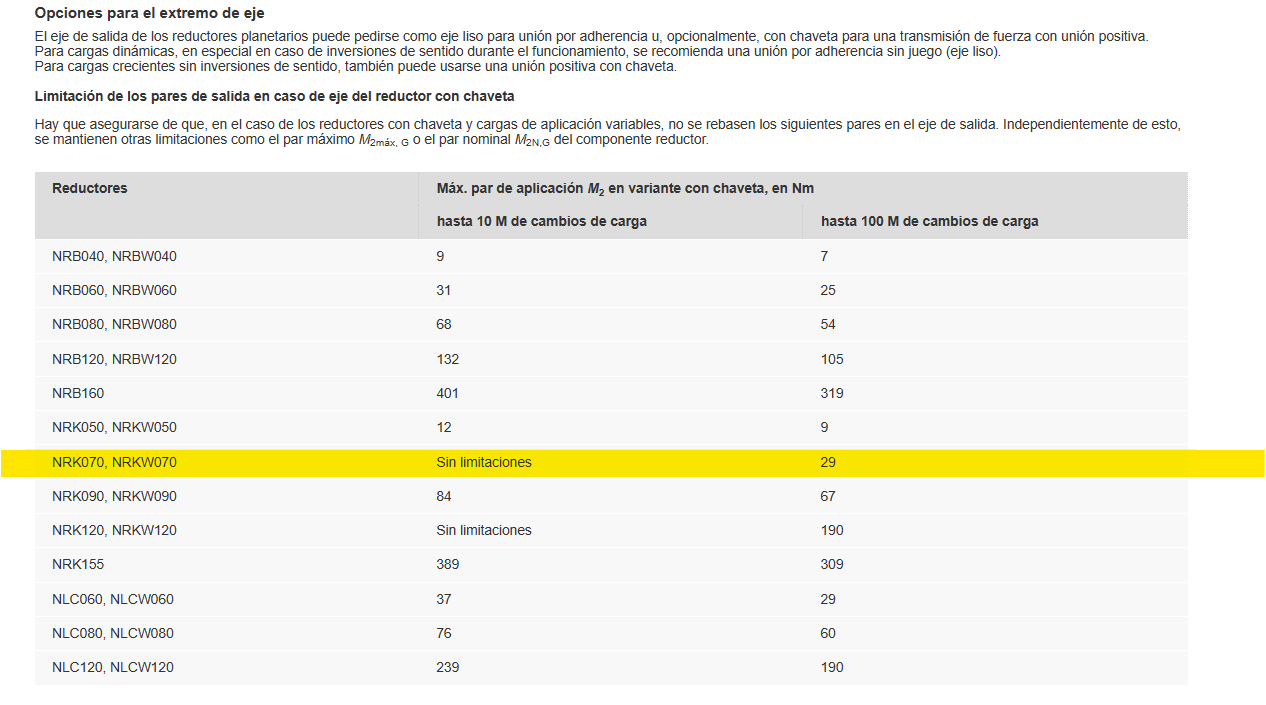 Opciones para el extremo de eje
El eje de salida de los reductores planetarios puede pedirse como eje liso para unión por adherencia u, opcionalmente, con chaveta para una transmisión de fuerza con unión positiva.
Para cargas dinámicas, en especial en caso de inversiones de sentido durante el funcionamiento, se recomienda una unión por adherencia sin juego (eje liso).
Para cargas crecientes sin inversiones de sentido, también puede usarse una unión positiva con chaveta.
Limitación de los pares de salida en caso de eje del reductor con chaveta
Hay que asegurarse de que, en el caso de los reductores con chaveta y cargas de aplicación variables, no se rebasen los siguientes pares en el eje de salida. Independientemente de esto,
se mantienen otras limitaciones como el par máximo M2máx, G o el par nominal M2N,G del componente reductor.
Reductores Máx. par de aplicación M2 en variante con chaveta, en Nm
hasta 10 M de cambios de carga hasta 100 M de cambios de carga
NRB040, NRBW040 9 7
NRB060, NRBW060 31 25
NRB080, NRBW080 68 54
NRB120, NRBW120 132 105
NRB160 401 319
NRK050, NRKW050 12 9
NRK070, NRKW070 Sin limitaciones 29
NRK090, NRKW090 84 67
NRK120, NRKW120 Sin limitaciones 190
NRK155 389 309
NLC060, NLCW060 37 29
NLC080, NLCW080 76 60
NLC120, NLCW120 239 190